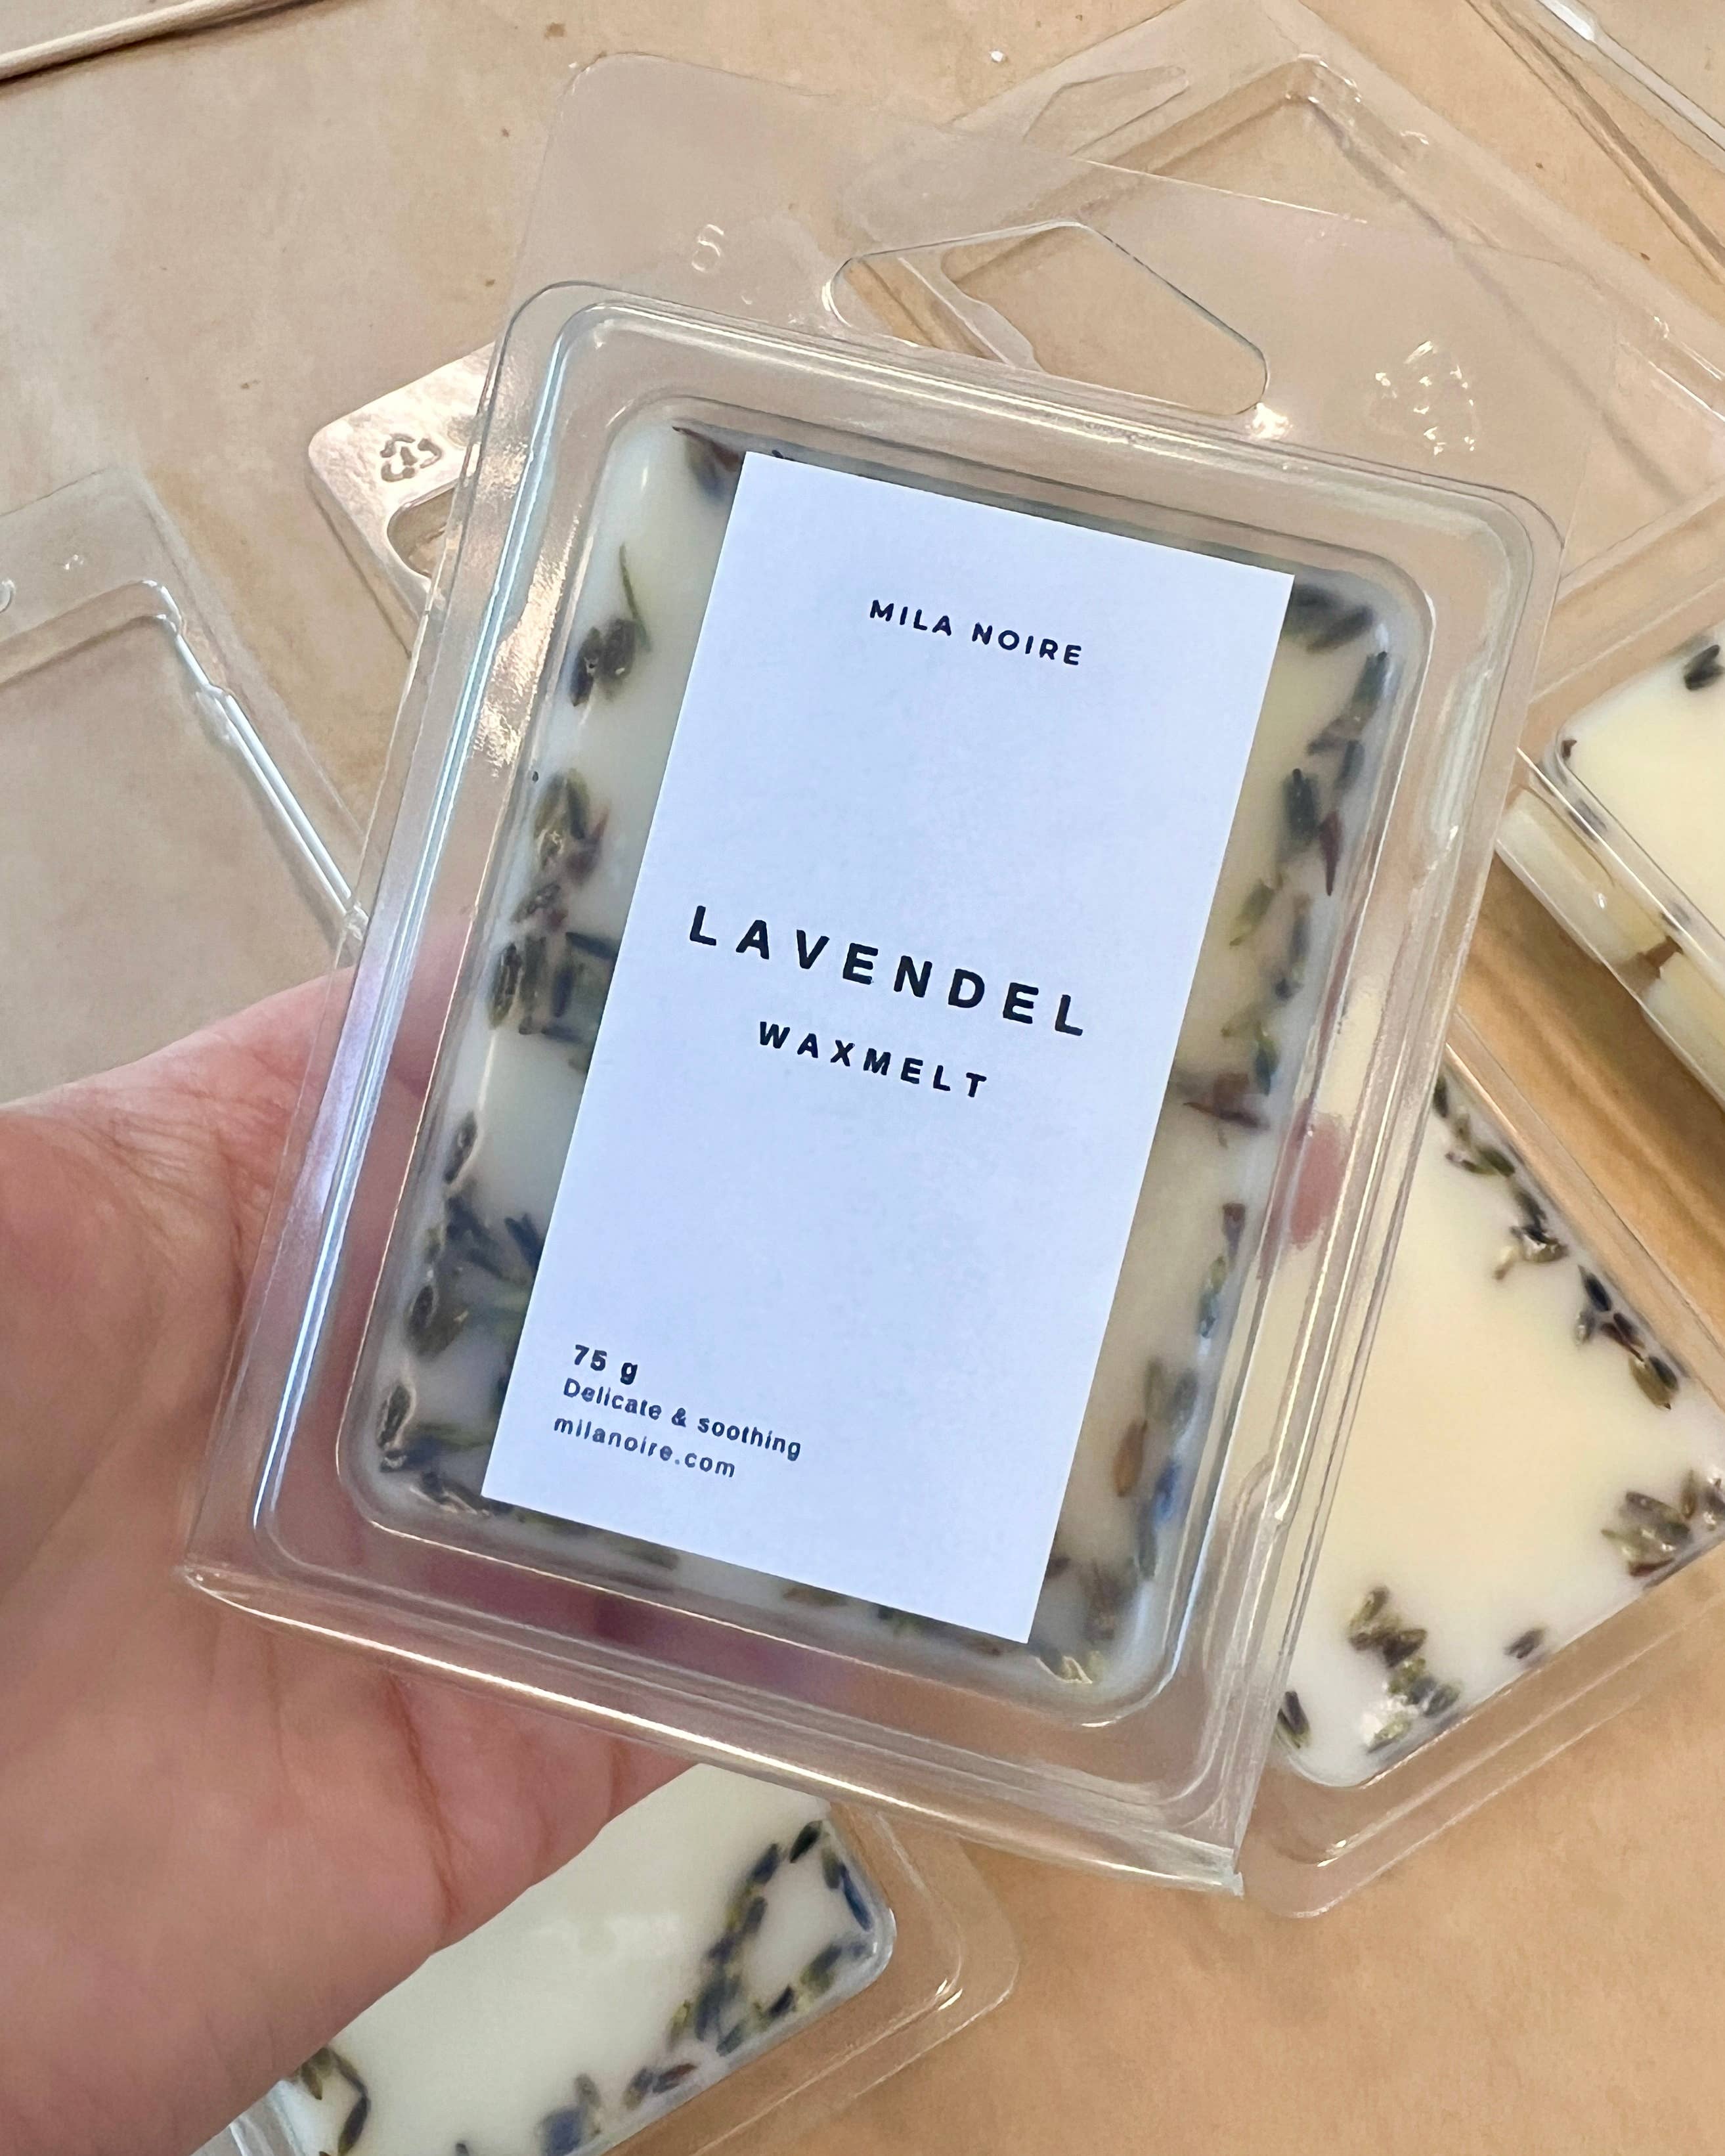 MILA NOIRE
LAVENDEL
WAXMELT
75 g
Delicate & soothing
milanoire.com